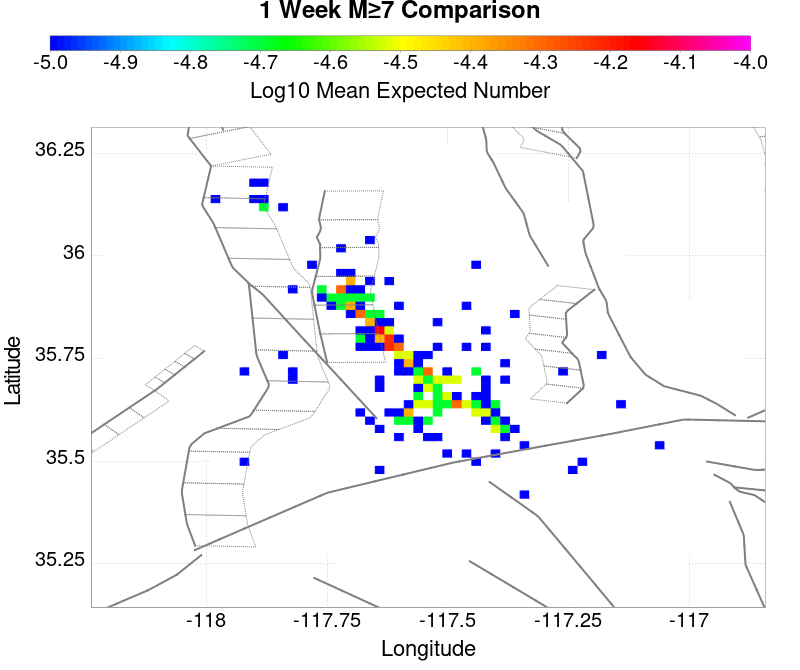 1 Week M≥7 Comparison
-5.0 -4.9 -4.8 -4.7 -4.6 -4.5 -4.4 -4.3 -4.2 -4.1 -4.0
Log10 Mean Expected Number
36.25
36
35.75
35.5
35.25
Latitude
-118 -117.75 -117.5 -117.25 -117
Longitude